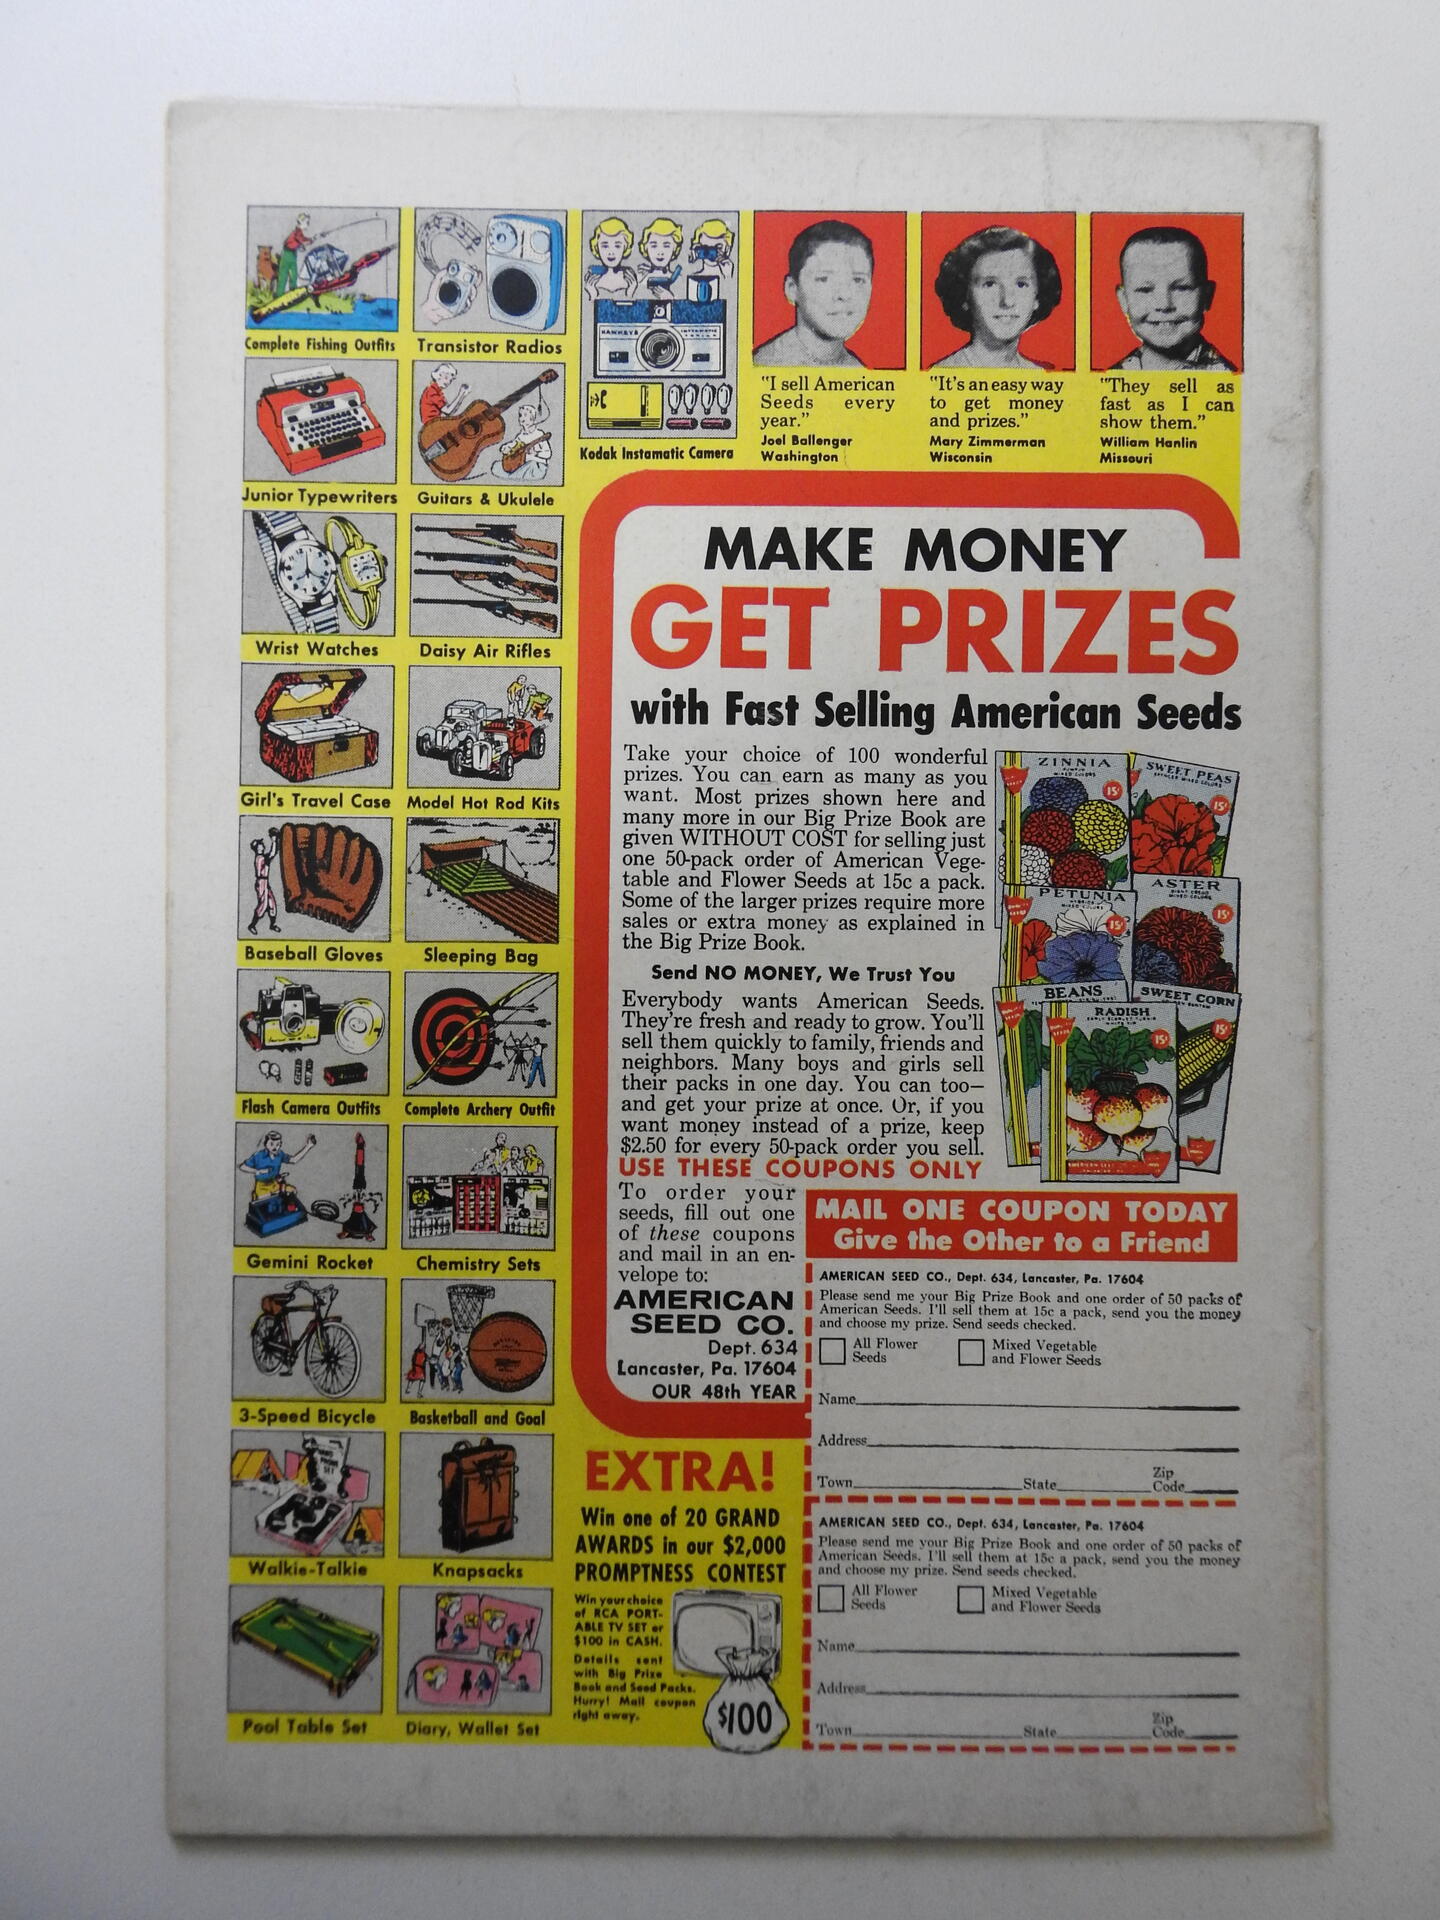 Complete Fishing Outfits
Transistor Radios
HAWKEYE
INSTAMATIC
Kodak Instamatic Camera
"I sell American
Seeds every
year."
Joel Ballenger
Washington
"It's an easy way
to get money
and prizes."
Mary Zimmerman
Wisconsin
"They sell as
fast as I can
show them."
William Hanlin
Missouri
Junior Typewriters
Guitars & Ukulele
Wrist Watches
Daisy Air Rifles
Girl's Travel Case
Model Hot Rod Kits
Baseball Gloves
Sleeping Bag
Flash Camera Outfits
Complete Archery Outfit
Gemini Rocket
Chemistry Sets
3-Speed Bicycle
Basketball and Goal
Walkie-Talkie
Knapsacks
Pool Table Set
Diary, Wallet Set
MAKE MONEY
GET PRIZES
with Fast Selling American Seeds
Take your choice of 100 wonderful
prizes. You can earn as many as you
want. Most prizes shown here and
many more in our Big Prize Book are
given WITHOUT COST for selling just
one 50-pack order of American Vege-
table and Flower Seeds at 15c a pack.
Some of the larger prizes require more
sales or extra money as explained in
the Big Prize Book.
Send NO MONEY, We Trust You
Everybody wants American Seeds.
They're fresh and ready to grow. You'll
sell them quickly to family, friends and
neighbors. Many boys and girls sell
their packs in one day. You can too—
and get your prize at once. Or, if you
want money instead of a prize, keep
$2.50 for every 50-pack order you sell.
USE THESE COUPONS ONLY
ZINNIA
MIXED COLORS
15¢
SWEET PEAS
SPENCER MIXED COLORS
15¢
PETUNIA
MIXED COLORS
15¢
ASTER
MIXED COLORS
15¢
BEANS
SWEET CORN
15¢
RADISH
EARLY SCARLET TURNIP
WHITE TIP
15¢
To order your
seeds, fill out one
of these coupons
and mail in an en-
velope to:
AMERICAN
SEED CO.
Dept. 634
Lancaster, Pa. 17604
OUR 48th YEAR
MAIL ONE COUPON TODAY
Give the Other to a Friend
AMERICAN SEED CO., Dept. 634, Lancaster, Pa. 17604
Please send me your Big Prize Book and one order of 50 packs of
American Seeds. I'll sell them at 15c a pack, send you the money
and choose my prize. Send seeds checked.
All Flower
Seeds
Mixed Vegetable
and Flower Seeds
Name
Address
Town State Zip Code
AMERICAN SEED CO., Dept. 634, Lancaster, Pa. 17604
Please send me your Big Prize Book and one order of 50 packs of
American Seeds. I'll sell them at 15c a pack, send you the money
and choose my prize. Send seeds checked.
All Flower
Seeds
Mixed Vegetable
and Flower Seeds
Name
Address
Town State Zip Code
EXTRA!
Win one of 20 GRAND
AWARDS in our $2,000
PROMPTNESS CONTEST
Win your choice
of RCA PORT-
ABLE TV SET or
$100 in CASH.
Details sent
with Big Prize
Book and Seed Packs.
Hurry! Mail coupon
right away.
$100